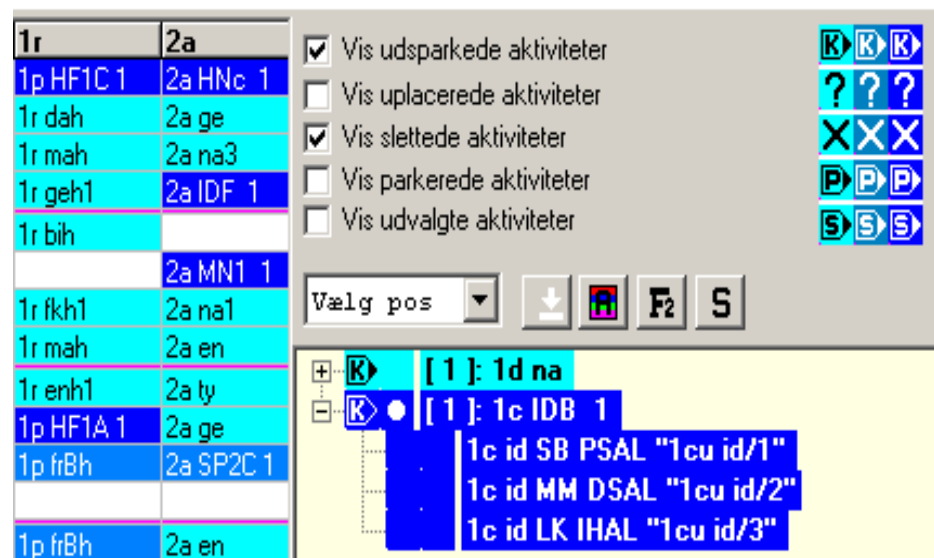 1r 2a
1p HF1C 1 2a HNc 1
1r dah 2a ge
1r mah 2a na3
1r geh1 2a IDF 1
1r bih
2a MN1 1
1r fkh1 2a na1
1r mah 2a en
1r enh1 2a ty
1p HF1A 1 2a ge
1p frBh 2a SP2C 1
1p frBh 2a en
Vis udsparkede aktiviteter K K K
Vis uplacerede aktiviteter ? ? ?
Vis slettede aktiviteter X X X
Vis parkerede aktiviteter P P P
Vis udvalgte aktiviteter S S S
Vælg pos A F2 S
K [ 1 ]: 1d na
K [ 1 ]: 1c IDB 1
1c id SB PSAL "1cu id/1"
1c id MM DSAL "1cu id/2"
1c id LK IHAL "1cu id/3"